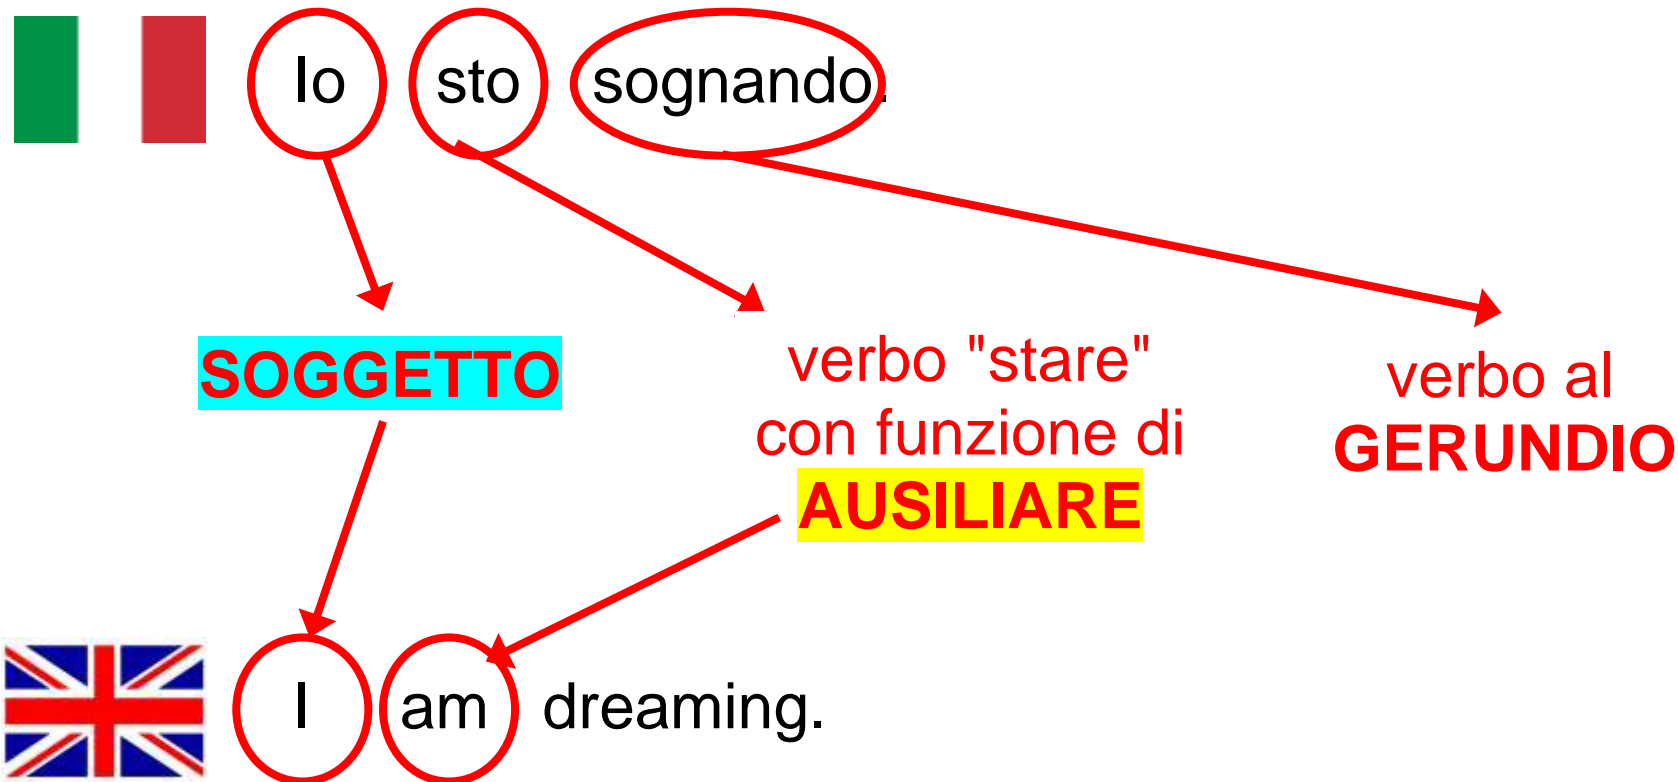 Io sto sognando.
SOGGETTO
verbo "stare"
con funzione di
AUSILIARE
verbo al
GERUNDIO
I am dreaming.